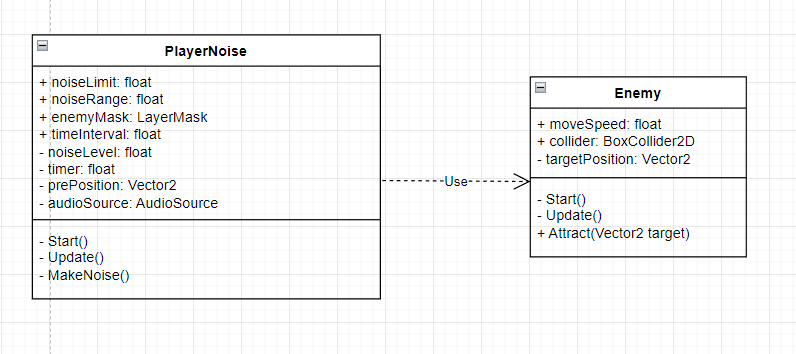 PlayerNoise
+ noiseLimit: float
+ noiseRange: float
+ enemyMask: LayerMask
+ timeInterval: float
- noiseLevel: float
- timer: float
- prePosition: Vector2
- audioSource: AudioSource
- Start()
- Update()
- MakeNoise()
Use
Enemy
+ moveSpeed: float
+ collider: BoxCollider2D
- targetPosition: Vector2
- Start()
- Update()
+ Attract(Vector2 target)